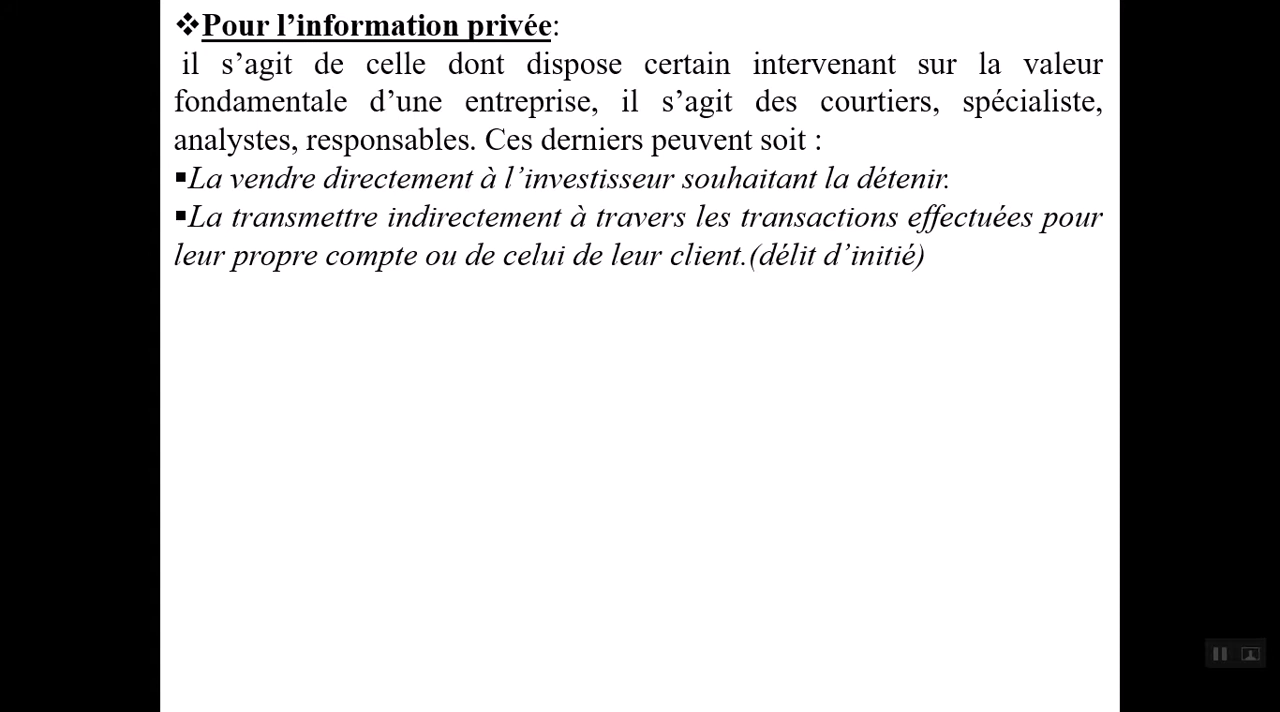 ❖Pour l’information privée:
il s’agit de celle dont dispose certain intervenant sur la valeur
fondamentale d’une entreprise, il s’agit des courtiers, spécialiste,
analystes, responsables. Ces derniers peuvent soit :
▪La vendre directement à l’investisseur souhaitant la détenir.
▪La transmettre indirectement à travers les transactions effectuées pour
leur propre compte ou de celui de leur client.(délit d’initié)